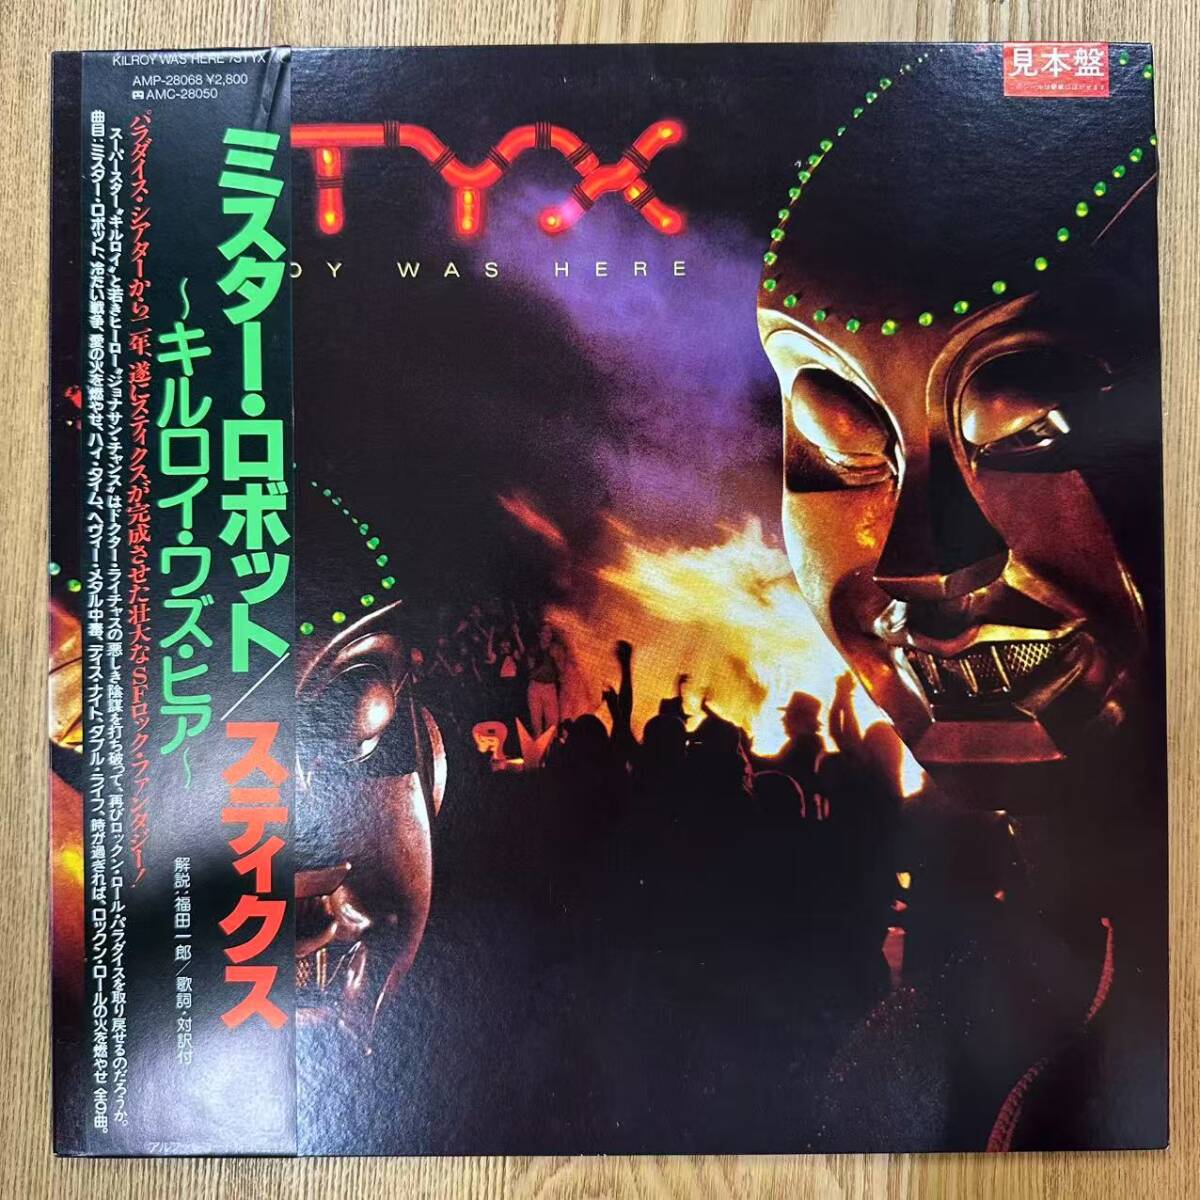 KILROY WAS HERE / STYX
AMP-28068 ¥2,800
AMC-28050
ミスター・ロボット/スティクス
〜キルロイ・ワズ・ヒア〜
解説:福田一郎/歌詞・対訳付
パラダイス・シアターから二年、遂にスティクスが完成させた壮大なSFロック・ファンタジー!
スーパースター“キルロイ”と若きヒーロー“ジョナサン・チャンス”はドクター・ライチャスの悪しき陰謀を打ち破って、再びロックン・ロール・パラダイスを取り戻せるのだろうか。
曲目:ミスター・ロボット、冷たい戦争、愛の火を燃やせ、ハイ・タイム、ヘヴィー・メタル中毒、ディス・ナイト、ダブル・ライフ、時が過ぎれば、ロックン・ロールの火を燃やせ 全9曲。
TYX
OY WAS HERE
見本盤